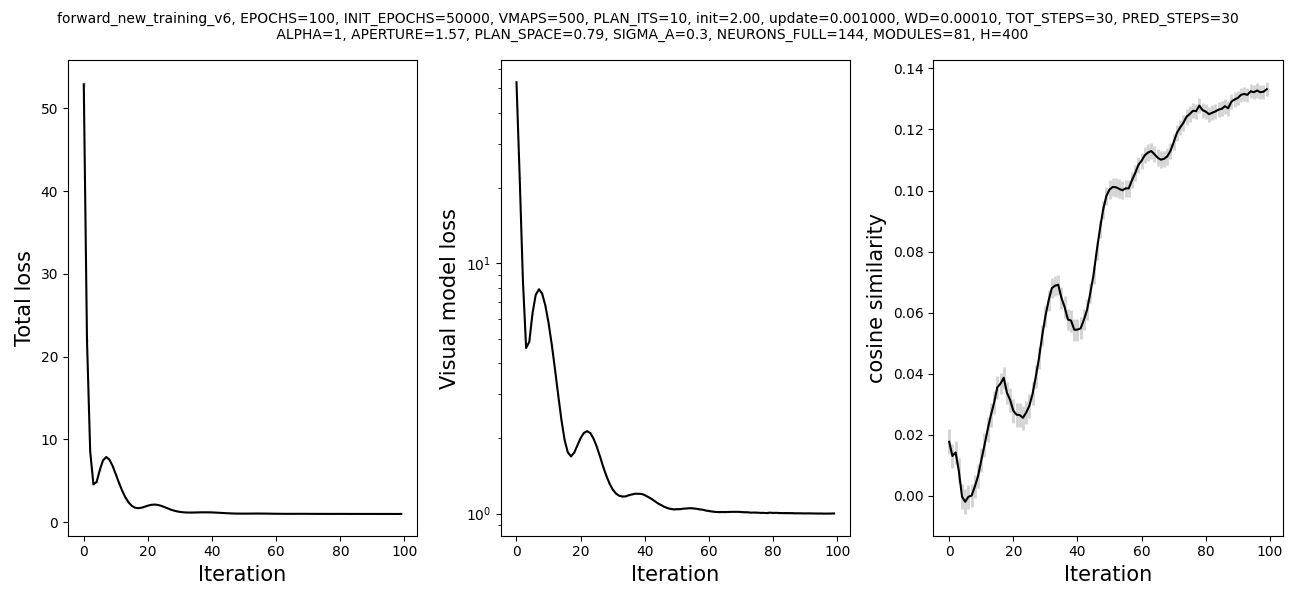 forward_new_training_v6, EPOCHS=100, INIT_EPOCHS=50000, VMAPS=500, PLAN_ITS=10, init=2.00, update=0.001000, WD=0.00010, TOT_STEPS=30, PRED_STEPS=30
ALPHA=1, APERTURE=1.57, PLAN_SPACE=0.79, SIGMA_A=0.3, NEURONS_FULL=144, MODULES=81, H=400
Total loss
50
40
30
20
10
0
0 20 40 60 80 100
Iteration
Visual model loss
10¹
10⁰
0 20 40 60 80 100
Iteration
cosine similarity
0.14
0.12
0.10
0.08
0.06
0.04
0.02
0.00
0 20 40 60 80 100
Iteration